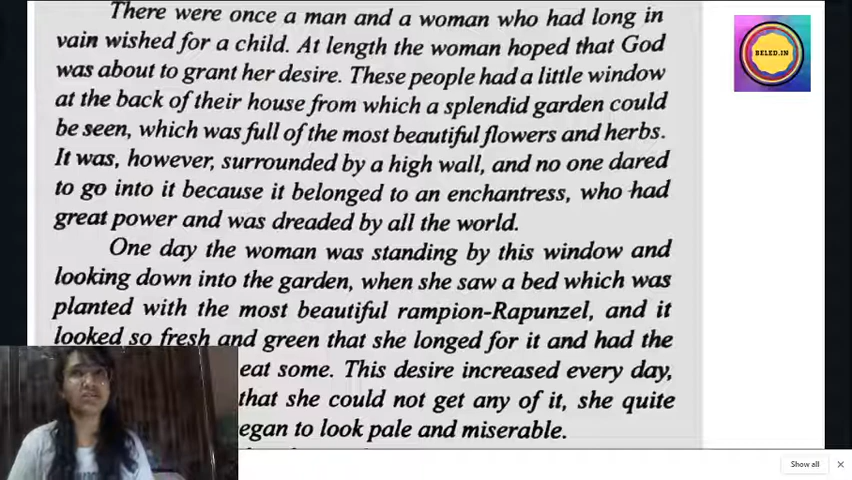 There were once a man and a woman who had long in
vain wished for a child. At length the woman hoped that God
was about to grant her desire. These people had a little window
at the back of their house from which a splendid garden could
be seen, which was full of the most beautiful flowers and herbs.
It was, however, surrounded by a high wall, and no one dared
to go into it because it belonged to an enchantress, who had
great power and was dreaded by all the world.
One day the woman was standing by this window and
looking down into the garden, when she saw a bed which was
planted with the most beautiful rampion-Rapunzel, and it
looked so fresh and green that she longed for it and had the
eat some. This desire increased every day,
that she could not get any of it, she quite
egan to look pale and miserable.
BELED.IN
Show all